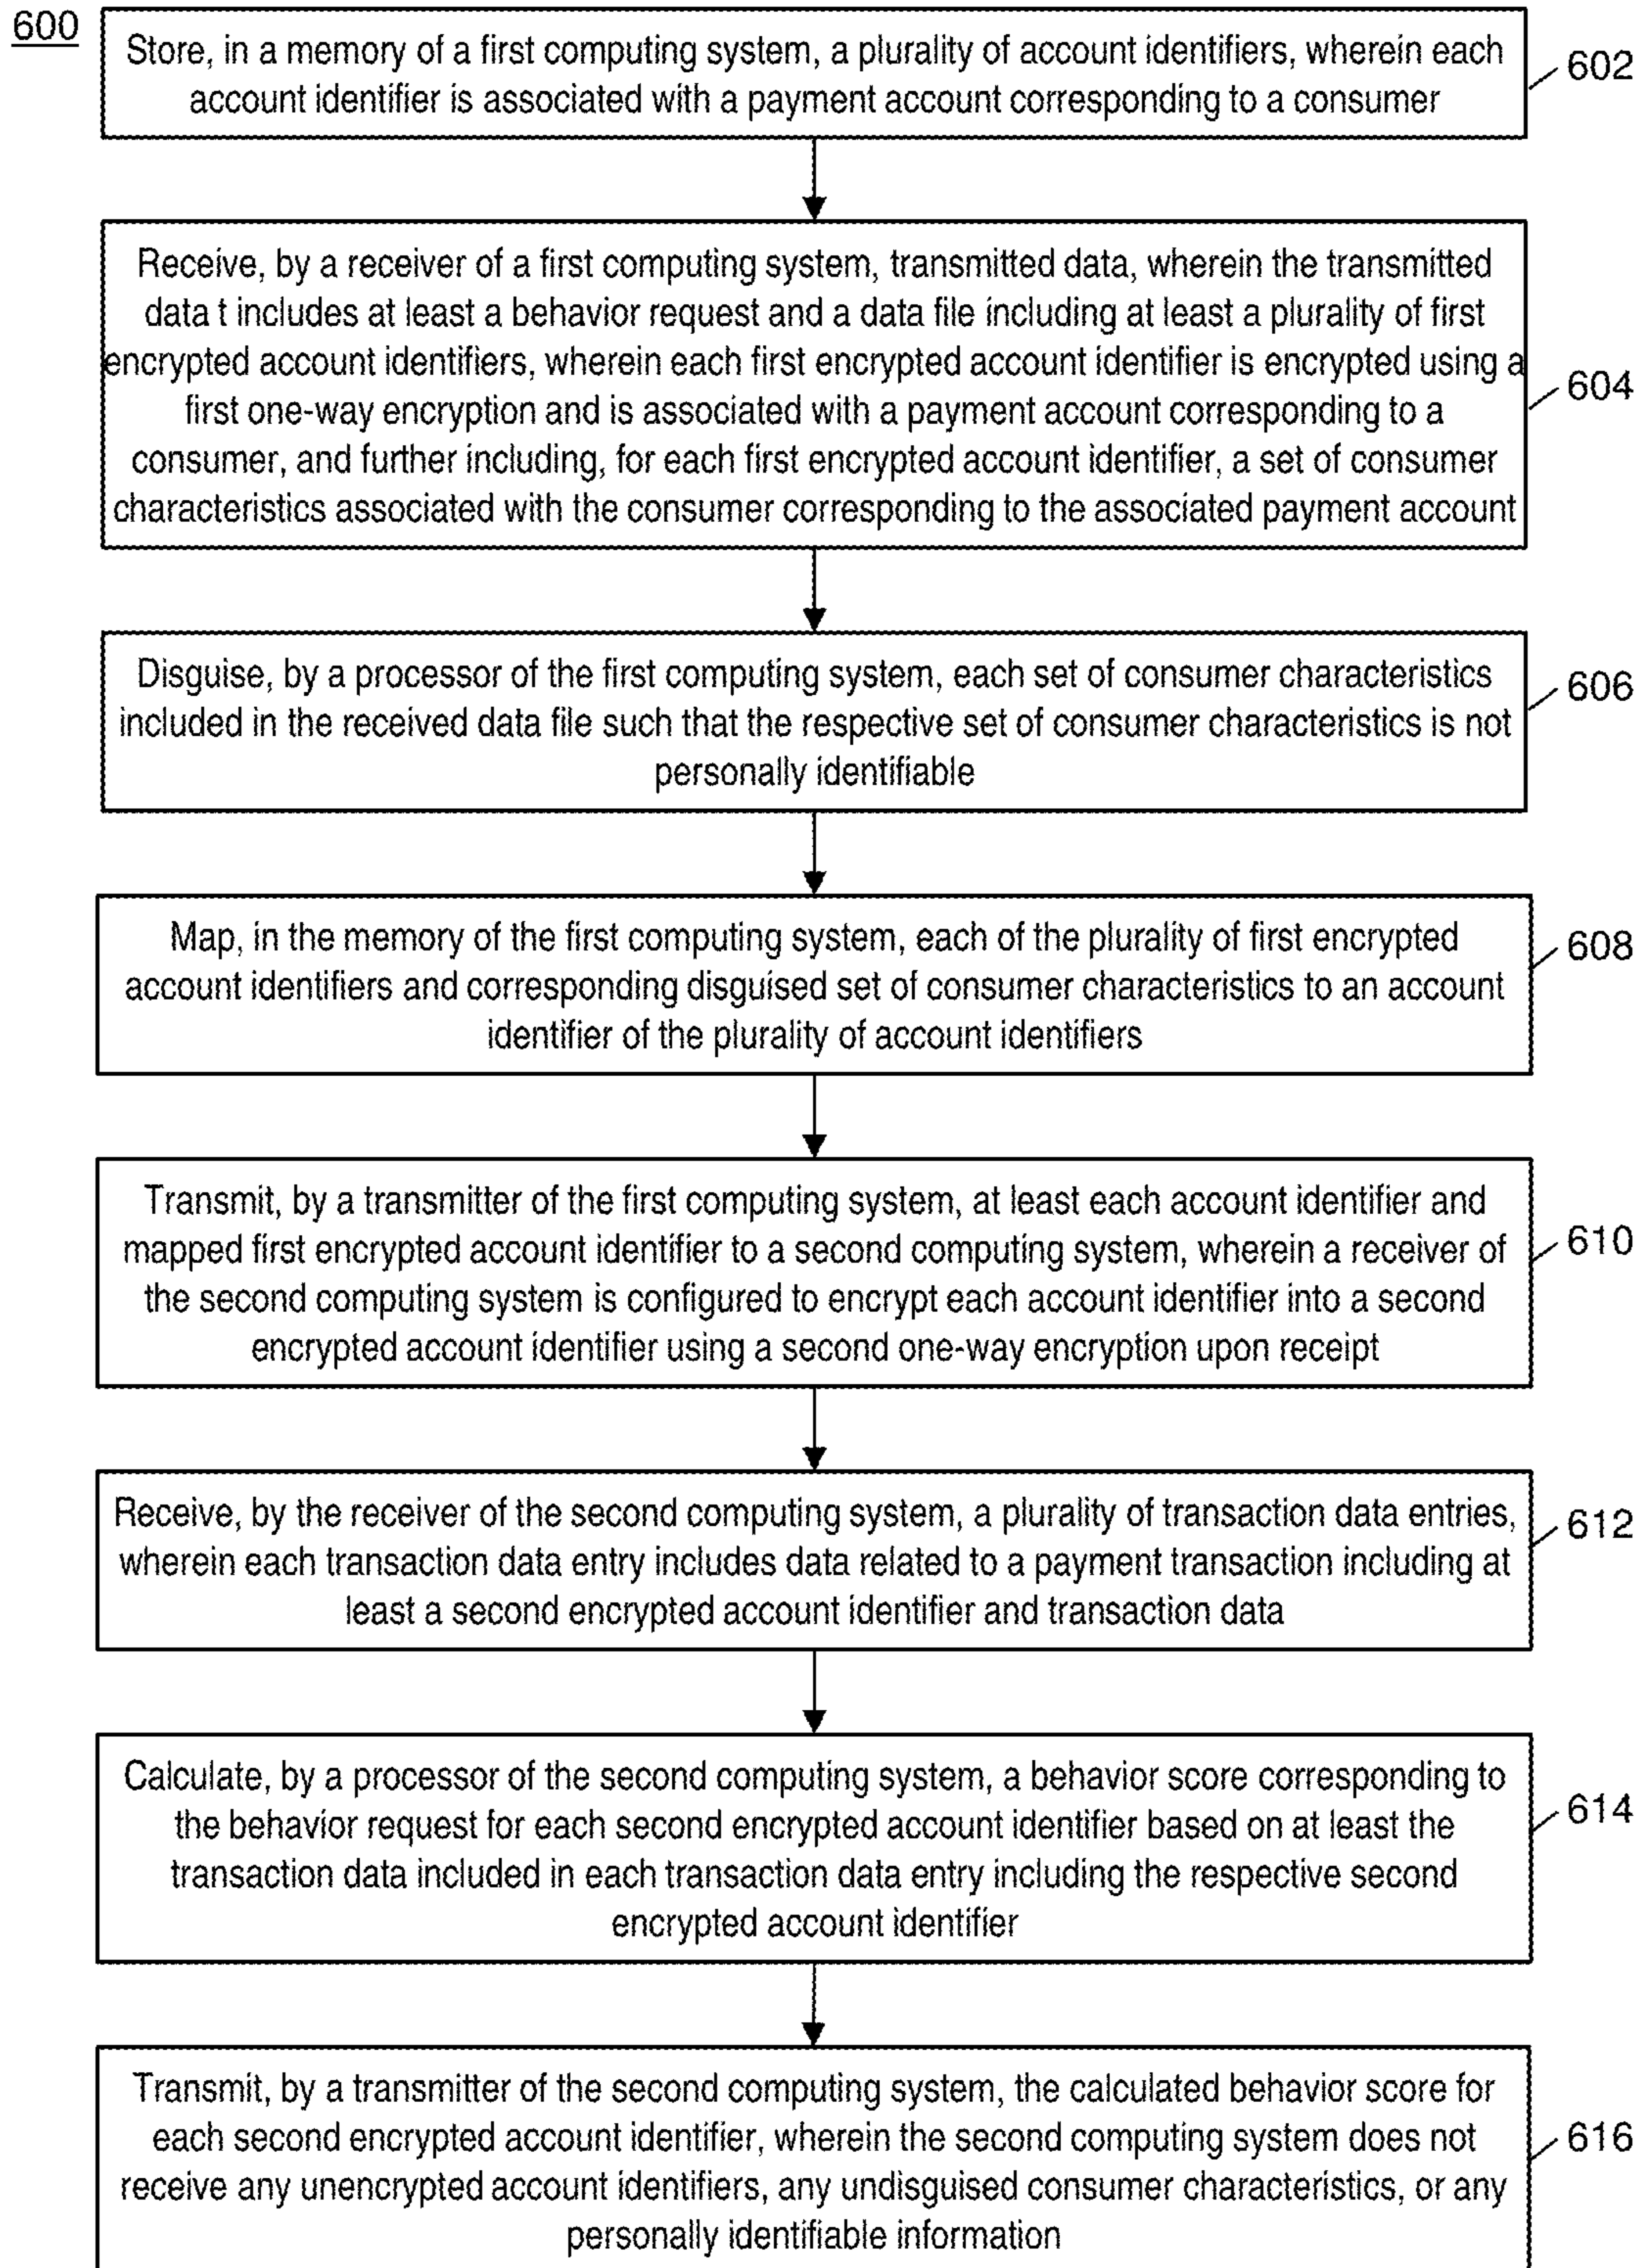 600
Store, in a memory of a first computing system, a plurality of account identifiers, wherein each
account identifier is associated with a payment account corresponding to a consumer
602
Receive, by a receiver of a first computing system, transmitted data, wherein the transmitted
data t includes at least a behavior request and a data file including at least a plurality of first
encrypted account identifiers, wherein each first encrypted account identifier is encrypted using a
first one-way encryption and is associated with a payment account corresponding to a
consumer, and further including, for each first encrypted account identifier, a set of consumer
characteristics associated with the consumer corresponding to the associated payment account
604
Disguise, by a processor of the first computing system, each set of consumer characteristics
included in the received data file such that the respective set of consumer characteristics is not
personally identifiable
606
Map, in the memory of the first computing system, each of the plurality of first encrypted
account identifiers and corresponding disguised set of consumer characteristics to an account
identifier of the plurality of account identifiers
608
Transmit, by a transmitter of the first computing system, at least each account identifier and
mapped first encrypted account identifier to a second computing system, wherein a receiver of
the second computing system is configured to encrypt each account identifier into a second
encrypted account identifier using a second one-way encryption upon receipt
610
Receive, by the receiver of the second computing system, a plurality of transaction data entries,
wherein each transaction data entry includes data related to a payment transaction including at
least a second encrypted account identifier and transaction data
612
Calculate, by a processor of the second computing system, a behavior score corresponding to
the behavior request for each second encrypted account identifier based on at least the
transaction data included in each transaction data entry including the respective second
encrypted account identifier
614
Transmit, by a transmitter of the second computing system, the calculated behavior score for
each second encrypted account identifier, wherein the second computing system does not
receive any unencrypted account identifiers, any undisguised consumer characteristics, or any
personally identifiable information
616